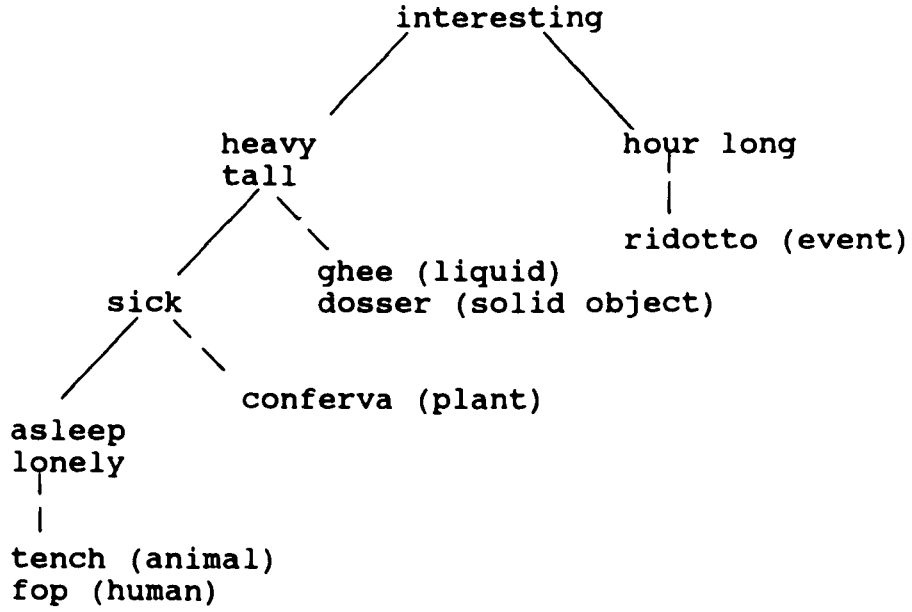 interesting
heavy
tall
hour long
ridotto (event)
ghee (liquid)
dosser (solid object)
sick
conferva (plant)
asleep
lonely
tench (animal)
fop (human)